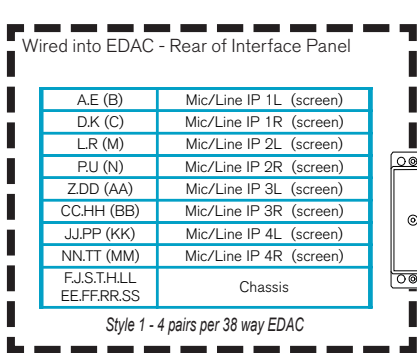 Wired into EDAC - Rear of Interface Panel
A.E (B) Mic/Line IP 1L (screen)
D.K (C) Mic/Line IP 1R (screen)
L.R (M) Mic/Line IP 2L (screen)
P.U (N) Mic/Line IP 2R (screen)
Z.DD (AA) Mic/Line IP 3L (screen)
CC.HH (BB) Mic/Line IP 3R (screen)
JJ.PP (KK) Mic/Line IP 4L (screen)
NN.TT (MM) Mic/Line IP 4R (screen)
F.J.S.T.H.LL
EE.FF.RR.SS Chassis
Style 1 - 4 pairs per 38 way EDAC